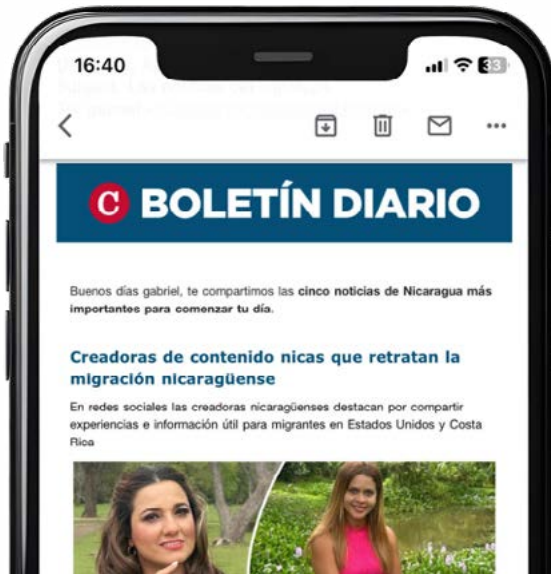 16:40
33
C BOLETÍN DIARIO
Buenos días gabriel, te compartimos las cinco noticias de Nicaragua más
importantes para comenzar tu día.
Creadoras de contenido nicas que retratan la
migración nicaragüense
En redes sociales las creadoras nicaragüenses destacan por compartir
experiencias e información útil para migrantes en Estados Unidos y Costa
Rica